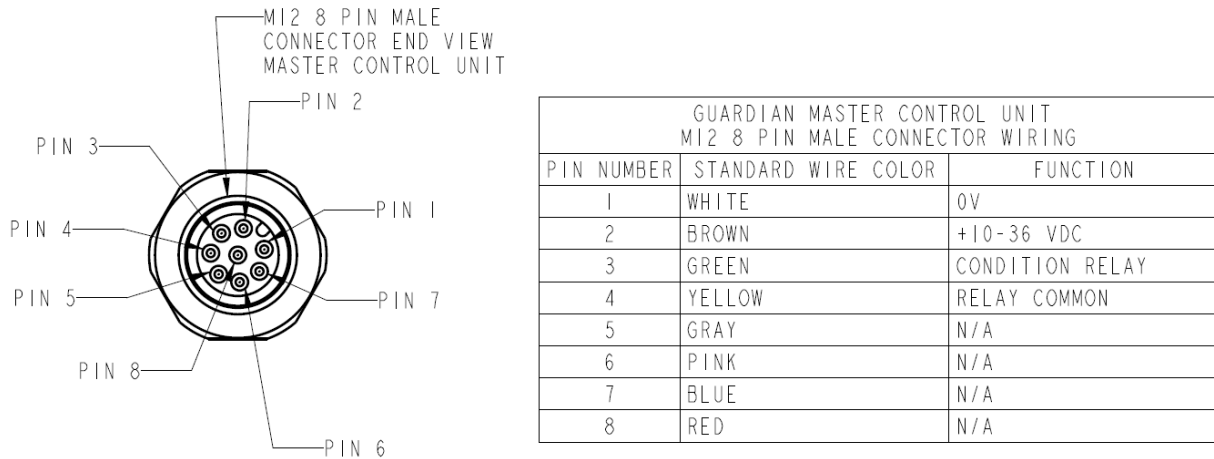 M12 8 PIN MALE
CONNECTOR END VIEW
MASTER CONTROL UNIT
PIN 2
PIN 3
PIN 1
PIN 4
PIN 5
PIN 7
PIN 8
PIN 6
GUARDIAN MASTER CONTROL UNIT
M12 8 PIN MALE CONNECTOR WIRING
PIN NUMBER STANDARD WIRE COLOR FUNCTION
1 WHITE 0V
2 BROWN +10-36 VDC
3 GREEN CONDITION RELAY
4 YELLOW RELAY COMMON
5 GRAY N/A
6 PINK N/A
7 BLUE N/A
8 RED N/A